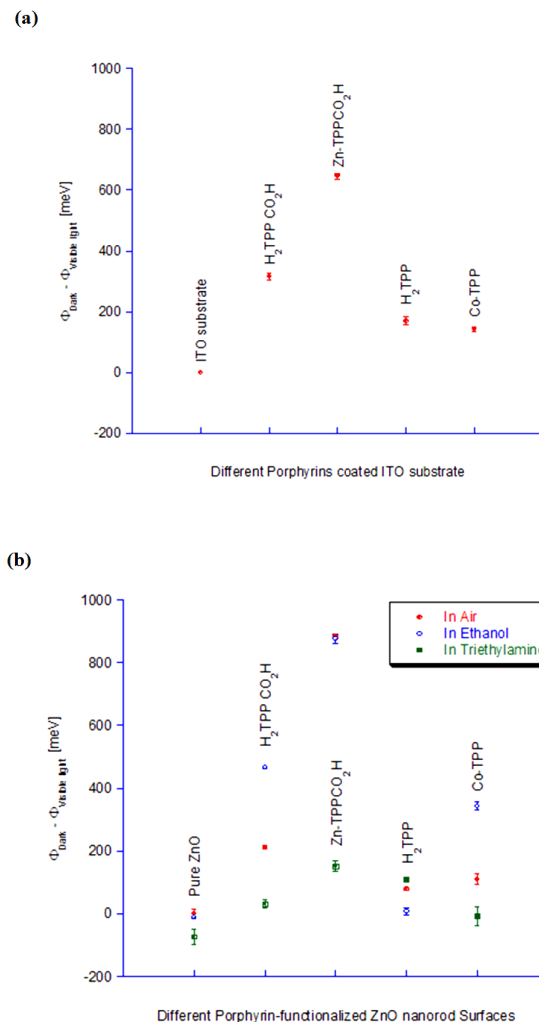 (a)
1000
800
600
400
200
0
-200
Φ_Dark - Φ_Visible light [meV]
ITO substrate
H₂TPP CO₂H
Zn-TPPCO₂H
H₂TPP
Co-TPP
Different Porphyrins coated ITO substrate
(b)
1000
800
600
400
200
0
-200
Φ_Dark - Φ_Visible light [meV]
In Air
In Ethanol
In Triethylamine
Pure ZnO
H₂TPP CO₂H
Zn-TPPCO₂H
H₂TPP
Co-TPP
Different Porphyrin-functionalized ZnO nanorod Surfaces